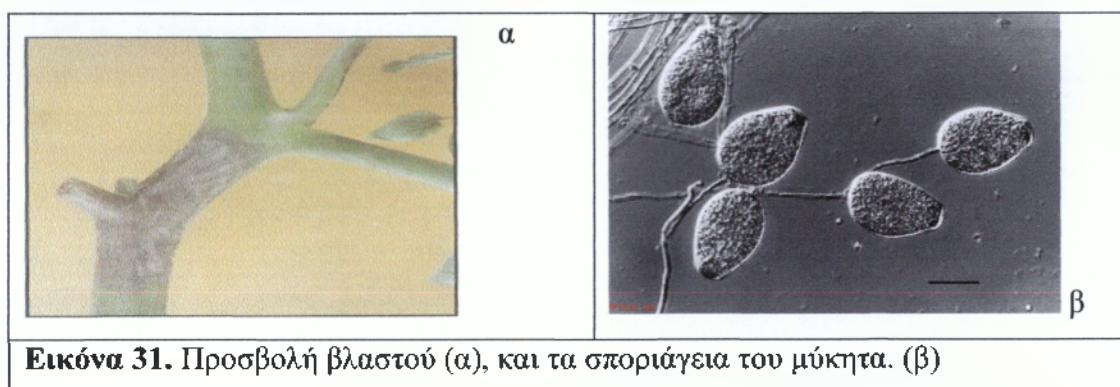 α
β
Εικόνα 31. Προσβολή βλαστού (α), και τα σποριάγεια του μύκητα. (β)